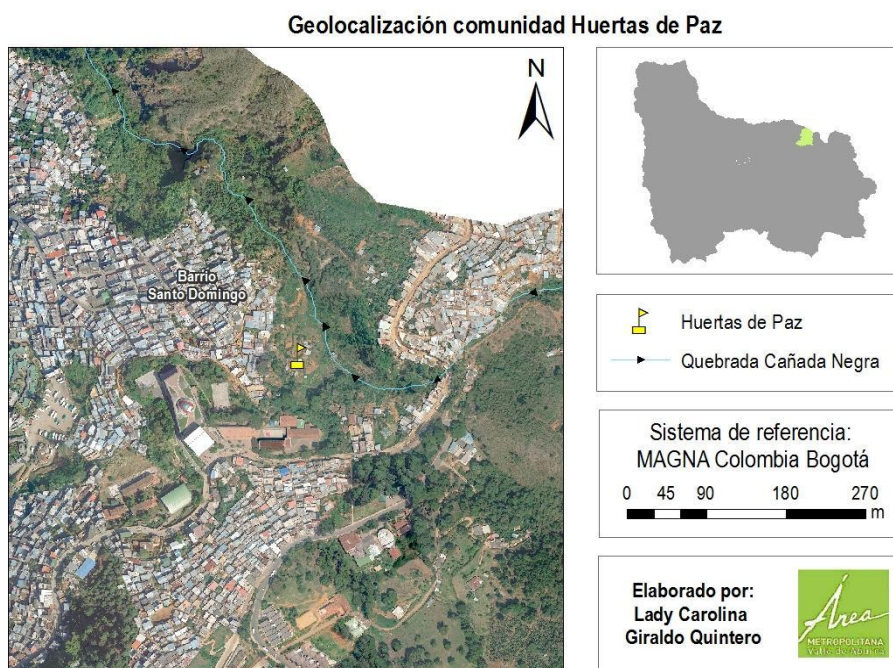 Geolocalización comunidad Huertas de Paz
N
Barrio
Santo Domingo
Huertas de Paz
Quebrada Cañada Negra
Sistema de referencia:
MAGNA Colombia Bogotá
0 45 90 180 270
m
Elaborado por:
Lady Carolina
Giraldo Quintero
Área
METROPOLITANA
Valle de Aburrá